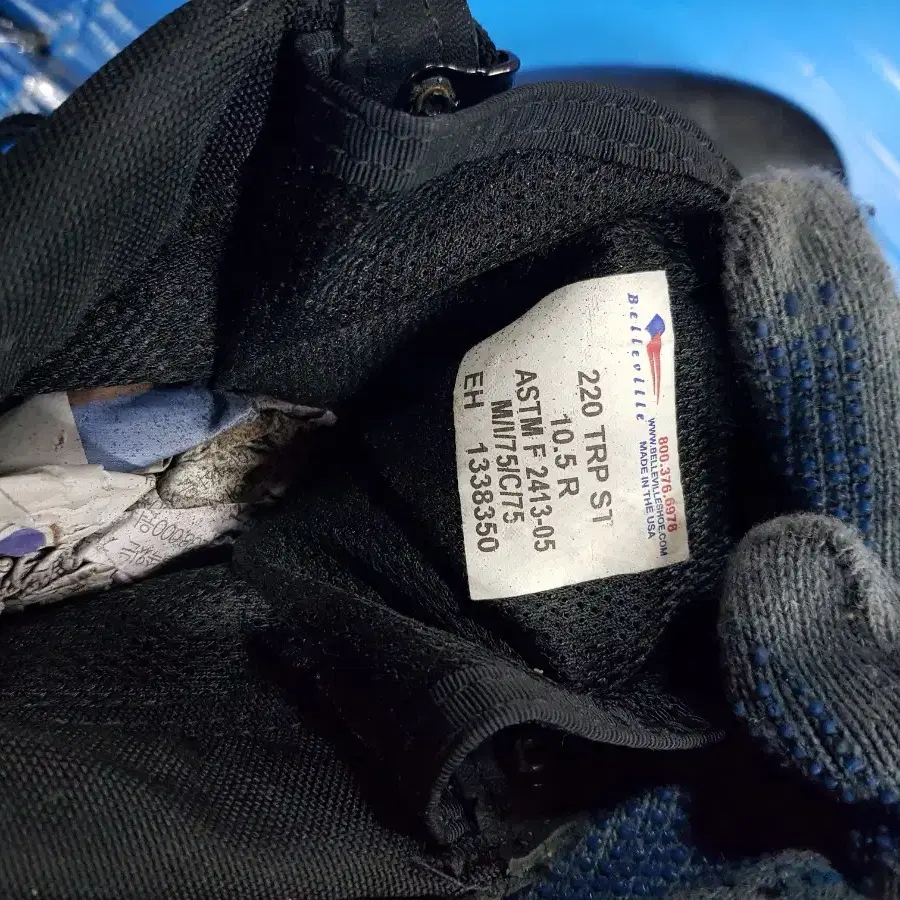 Belleville
800.376.6978
WWW.BELLEVILLESHOE.COM
MADE IN THE USA
220 TRP ST
10.5 R
ASTM F 2413-05
M/I/75/C/75
EH 1338350